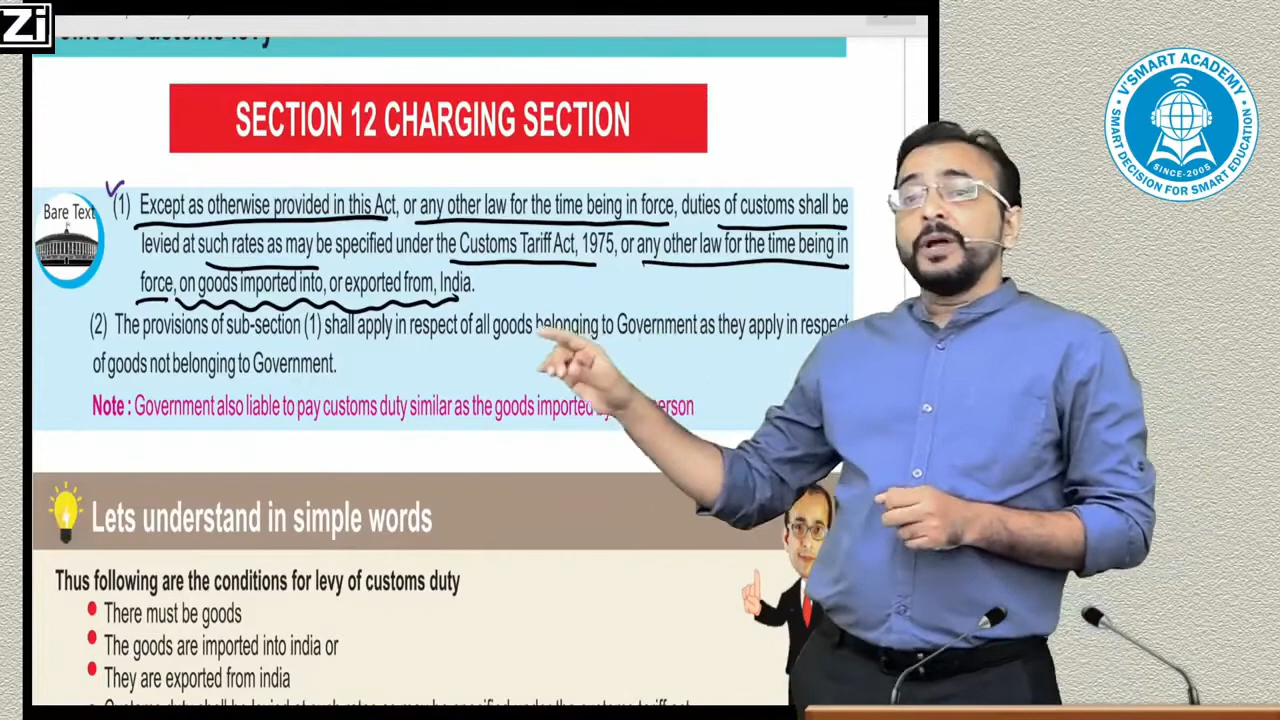 Zi
SECTION 12 CHARGING SECTION
Bare Text
(1) Except as otherwise provided in this Act, or any other law for the time being in force, duties of customs shall be
levied at such rates as may be specified under the Customs Tariff Act, 1975, or any other law for the time being in
force, on goods imported into, or exported from, India.
(2) The provisions of sub-section (1) shall apply in respect of all goods belonging to Government as they apply in respect
of goods not belonging to Government.
Note : Government also liable to pay customs duty similar as the goods imported person
Lets understand in simple words
Thus following are the conditions for levy of customs duty
There must be goods
The goods are imported into india or
They are exported from india
V'SMART ACADEMY
SINCE-2005
SMART DECISION FOR SMART EDUCATION